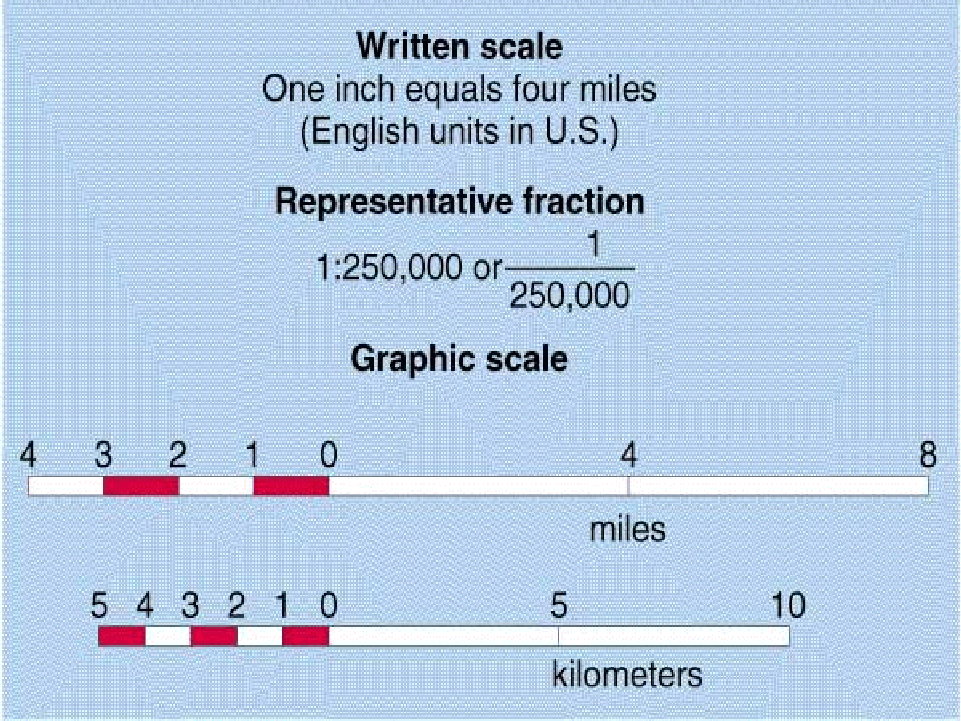 Written scale
One inch equals four miles
(English units in U.S.)
Representative fraction
1:250,000 or 1
250,000
Graphic scale
4 3 2 1 0 4 8
miles
5 4 3 2 1 0 5 10
kilometers